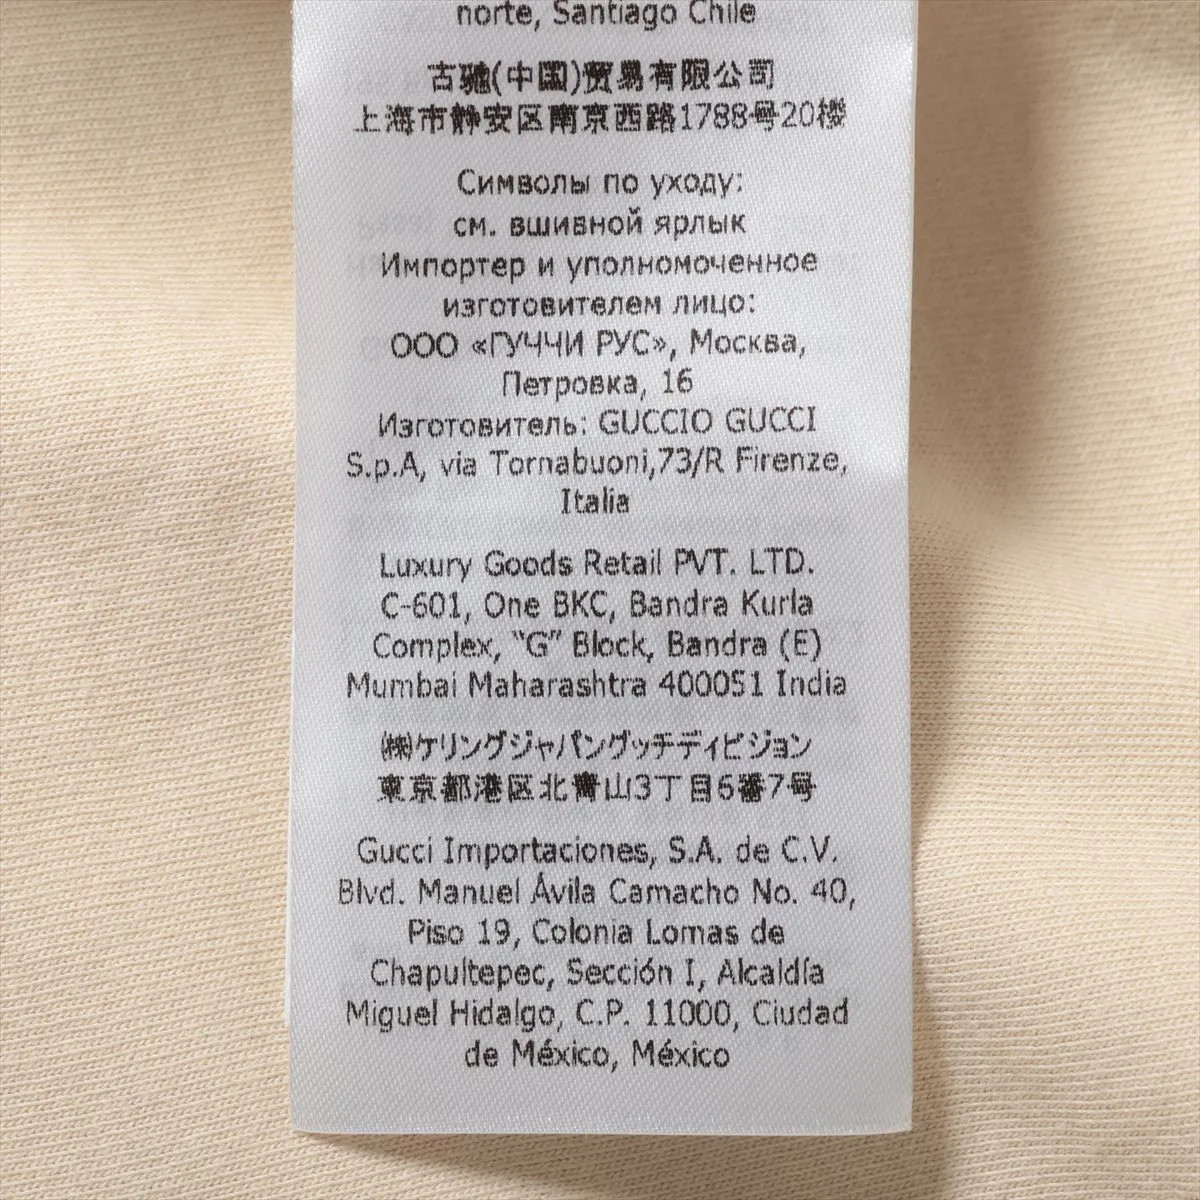 norte, Santiago Chile
古驰(中国)贸易有限公司
上海市静安区南京西路1788号20楼
Символы по уходу:
см. вшивной ярлык
Импортер и уполномоченное
изготовителем лицо:
ООО «ГУЧЧИ РУС», Москва,
Петровка, 16
Изготовитель: GUCCIO GUCCI
S.p.A, via Tornabuoni,73/R Firenze,
Italia
Luxury Goods Retail PVT. LTD.
C-601, One BKC, Bandra Kurla
Complex, “G” Block, Bandra (E)
Mumbai Maharashtra 400051 India
㈱ケリングジャパングッチディビジョン
東京都港区北青山3丁目6番7号
Gucci Importaciones, S.A. de C.V.
Blvd. Manuel Ávila Camacho No. 40,
Piso 19, Colonia Lomas de
Chapultepec, Sección I, Alcaldía
Miguel Hidalgo, C.P. 11000, Ciudad
de México, México